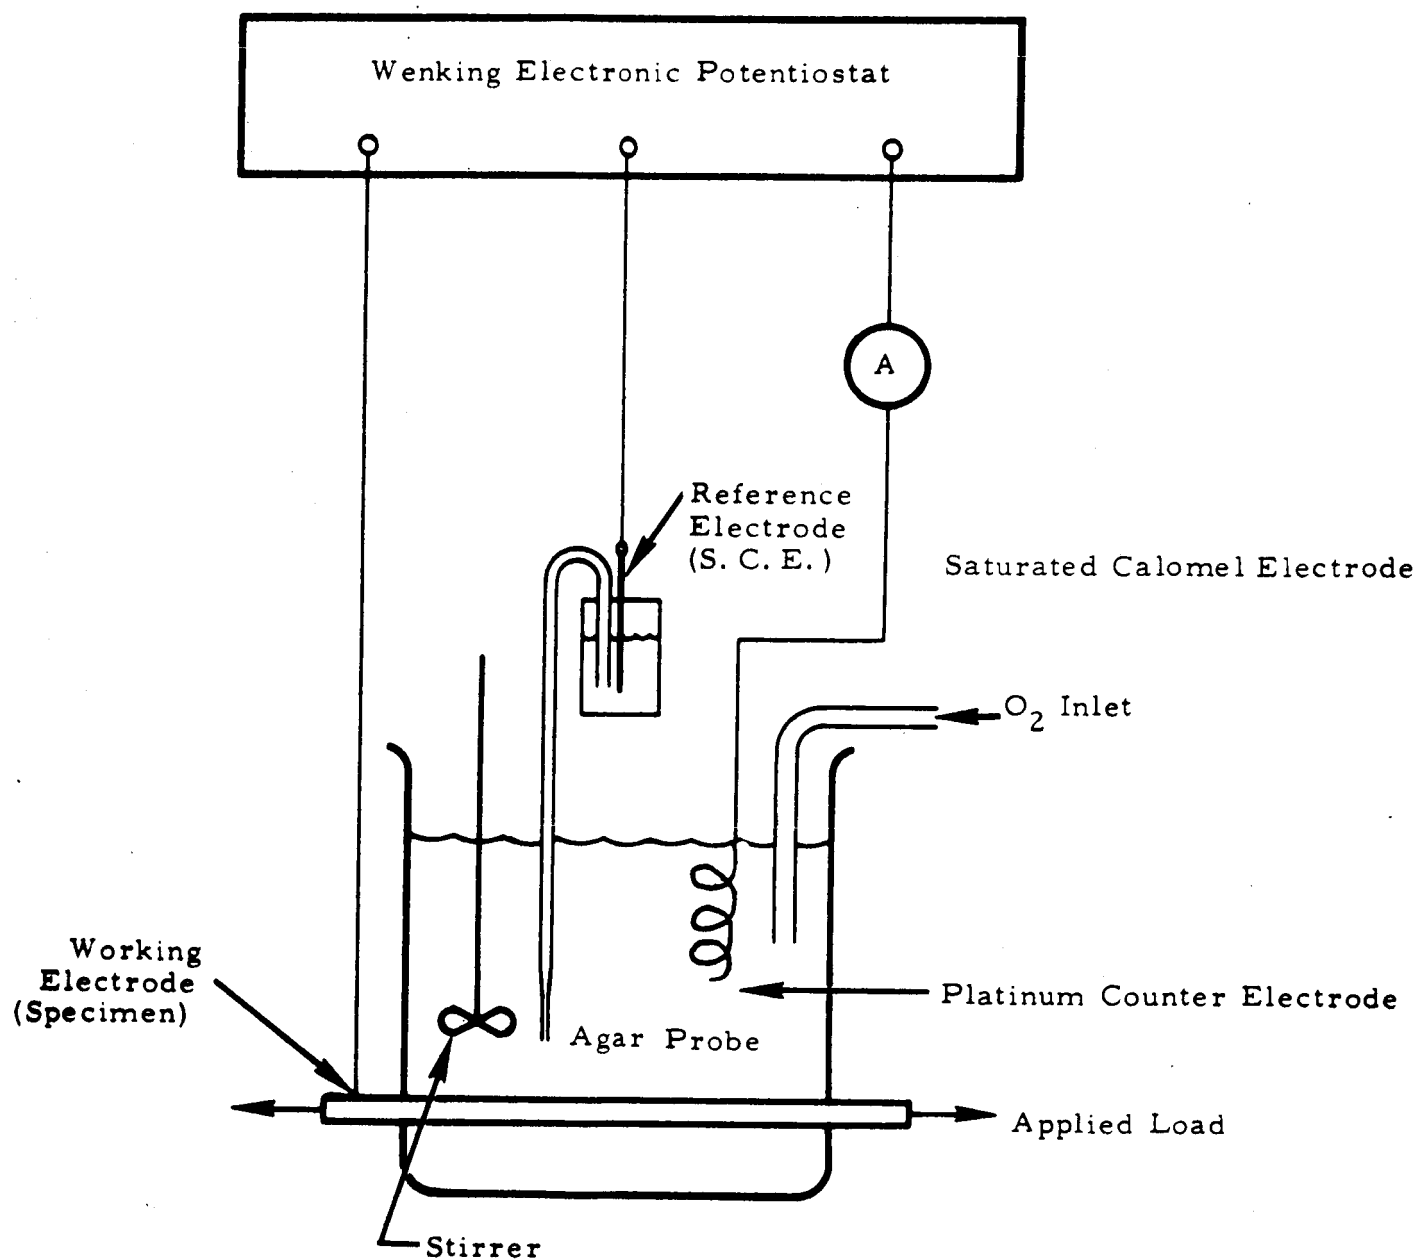 Wenking Electronic Potentiostat
A
Reference
Electrode
(S. C. E.)
Saturated Calomel Electrode
O₂ Inlet
Working
Electrode
(Specimen)
Platinum Counter Electrode
Agar Probe
Applied Load
Stirrer